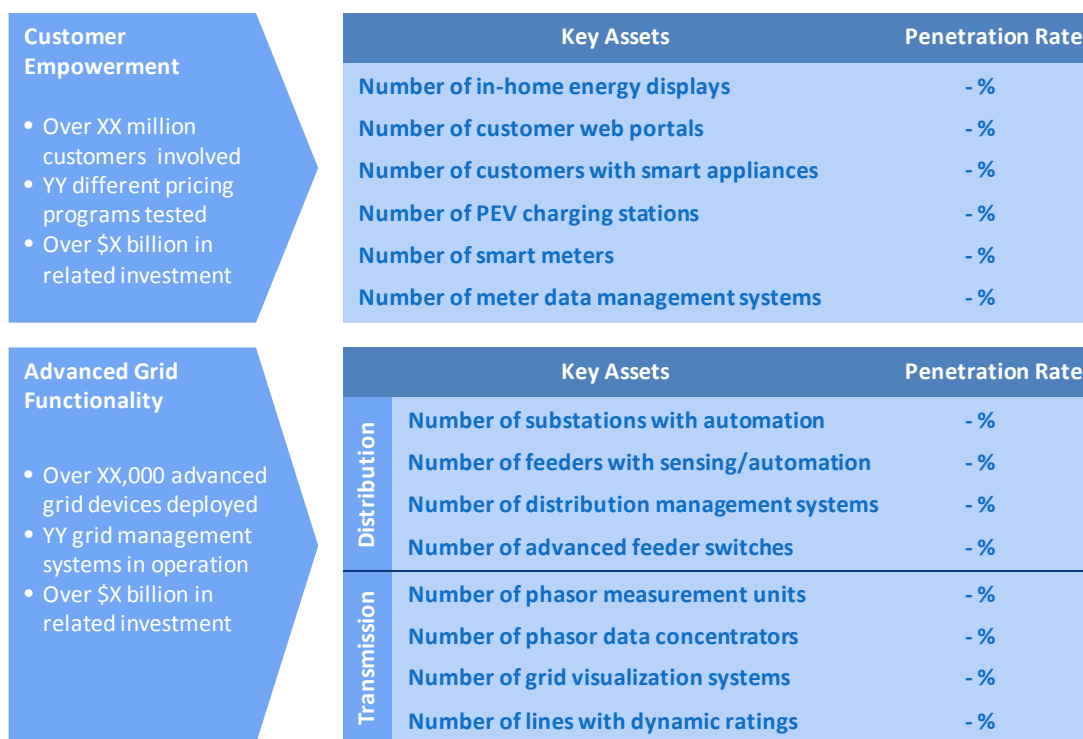 Customer
Empowerment
• Over XX million
customers involved
• YY different pricing
programs tested
• Over $X billion in
related investment
Key Assets Penetration Rate
Number of in-home energy displays - %
Number of customer web portals - %
Number of customers with smart appliances - %
Number of PEV charging stations - %
Number of smart meters - %
Number of meter data management systems - %
Advanced Grid
Functionality
• Over XX,000 advanced
grid devices deployed
• YY grid management
systems in operation
• Over $X billion in
related investment
Key Assets Penetration Rate
Distribution
Number of substations with automation - %
Number of feeders with sensing/automation - %
Number of distribution management systems - %
Number of advanced feeder switches - %
Transmission
Number of phasor measurement units - %
Number of phasor data concentrators - %
Number of grid visualization systems - %
Number of lines with dynamic ratings - %